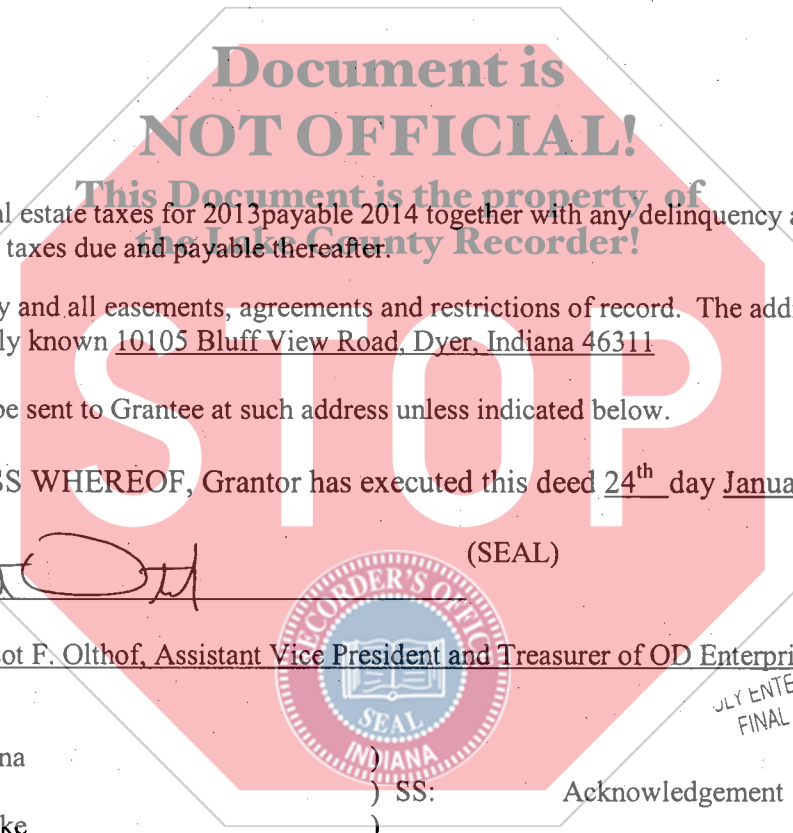 Document is
NOT OFFICIAL!
This Document is the property of
the Lake County Recorder!
al estate taxes for 2013payable 2014 together with any delinquency a
taxes due and payable thereafter.
y and all easements, agreements and restrictions of record. The add
ly known 10105 Bluff View Road, Dyer, Indiana 46311
be sent to Grantee at such address unless indicated below.
STOP
SS WHEREOF, Grantor has executed this deed 24th day Janua
(SEAL)
RECORDER'S OFFIC
SEAL
INDIANA
ot F. Olthof, Assistant Vice President and Treasurer of OD Enterpri
ULY ENTE
FINAL
na )
) SS: Acknowledgement
ke )